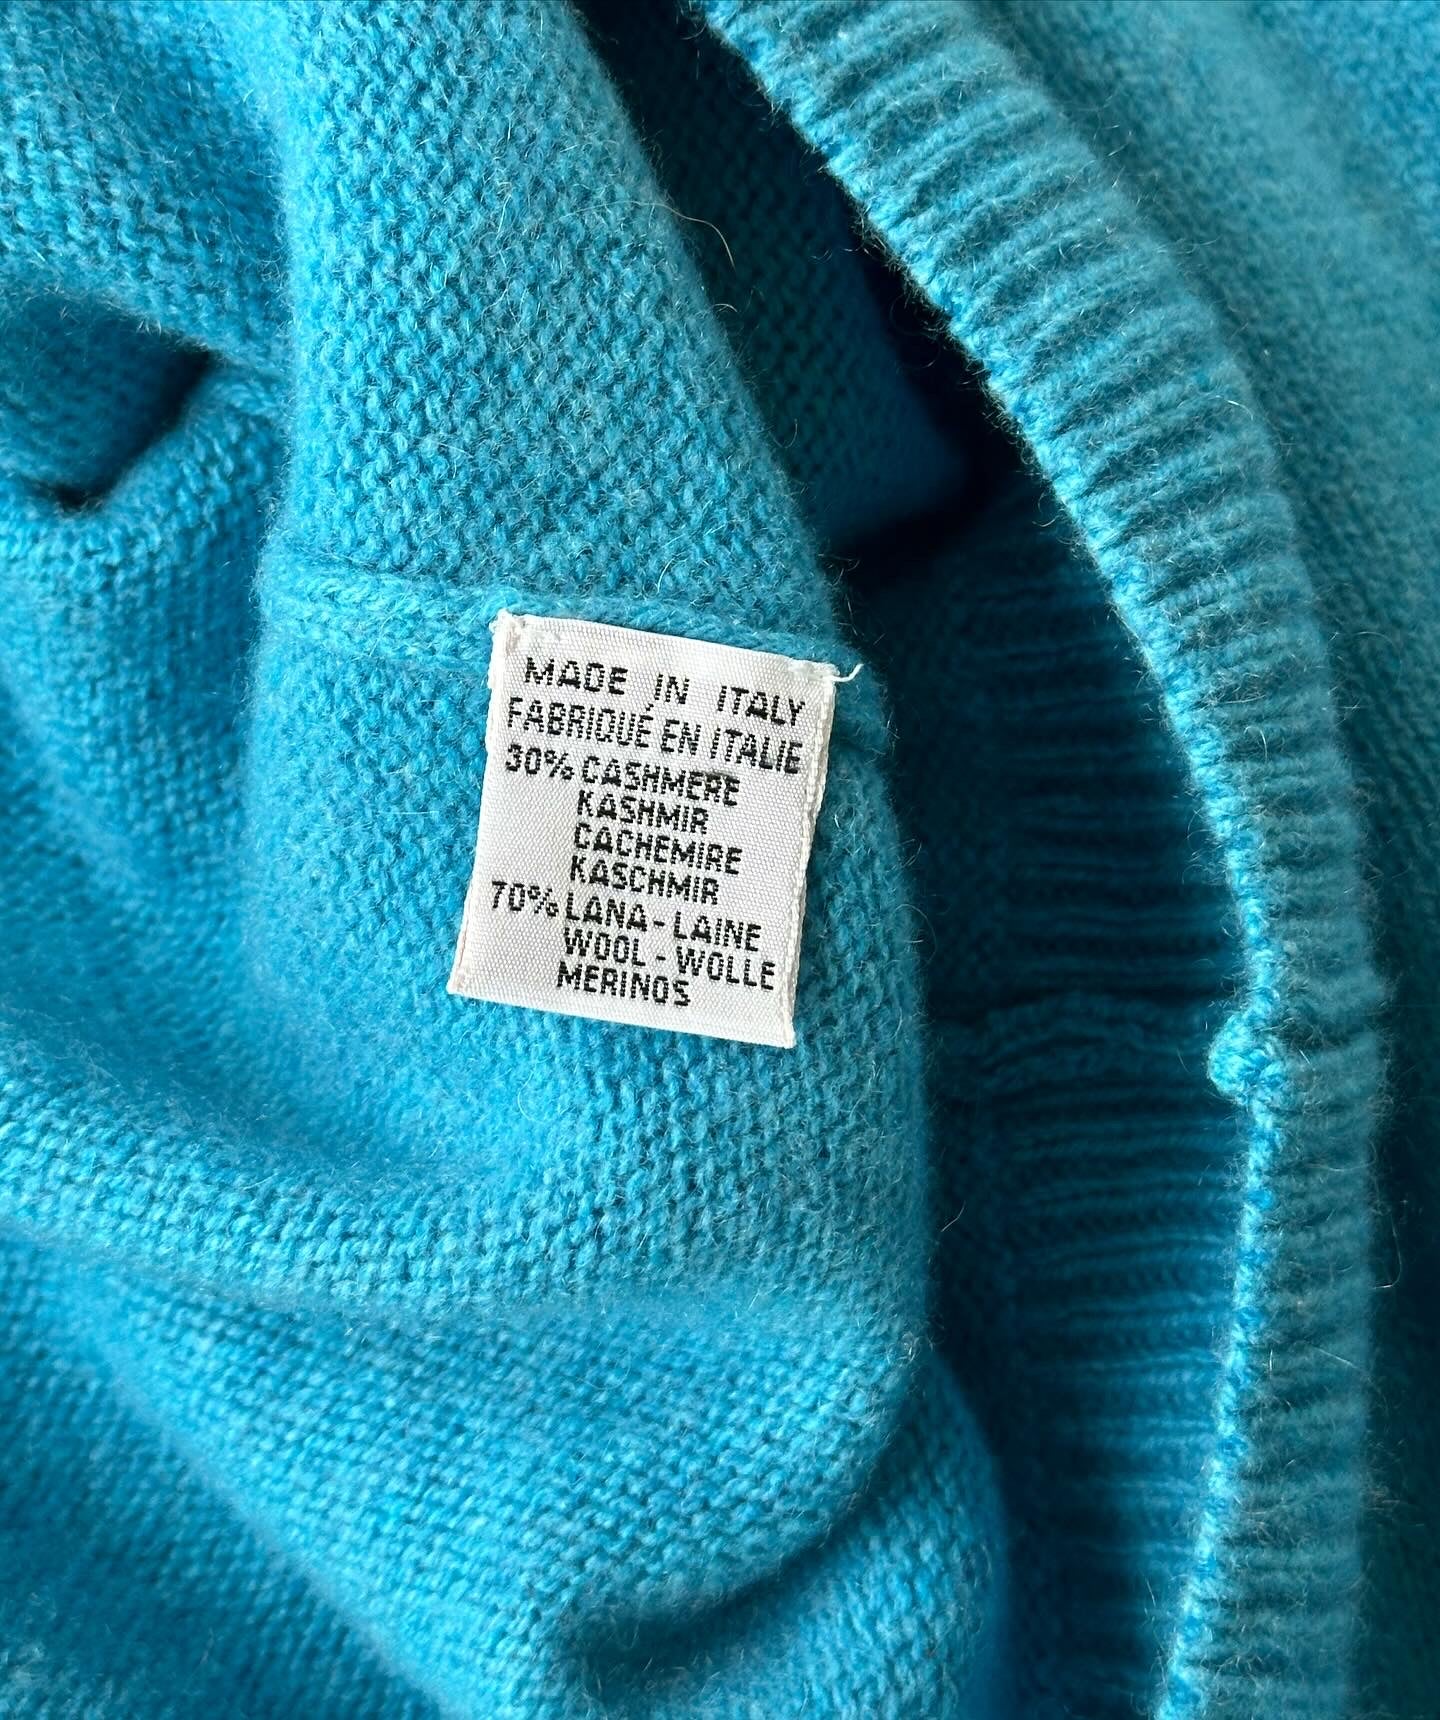 MADE IN ITALY
FABRIQUÉ EN ITALIE
30% CASHMERE
KASHMIR
CACHEMIRE
KASCHMIR
70% LANA - LAINE
WOOL - WOLLE
MERINOS